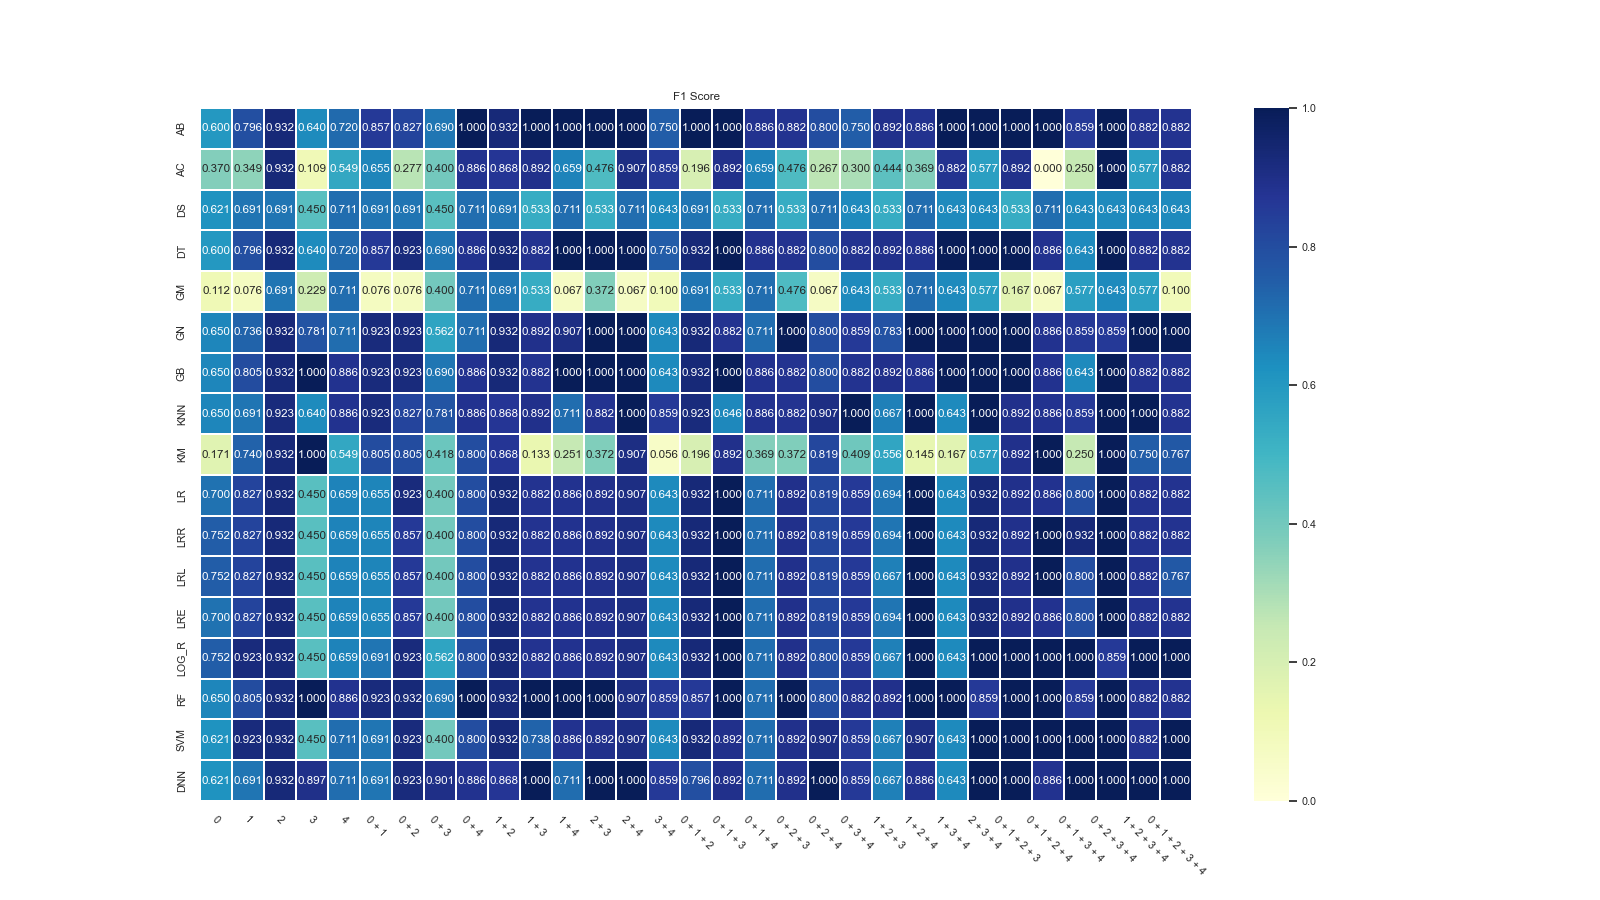 F1 Score
AB 0.600 0.796 0.932 0.640 0.720 0.857 0.827 0.690 1.000 0.932 1.000 1.000 1.000 1.000 0.750 1.000 1.000 0.886 0.882 0.800 0.750 0.892 0.886 1.000 1.000 1.000 1.000 0.859 1.000 0.882 0.882
AC 0.370 0.349 0.932 0.109 0.549 0.655 0.277 0.400 0.886 0.868 0.892 0.659 0.476 0.907 0.859 0.196 0.892 0.659 0.476 0.267 0.300 0.444 0.369 0.882 0.577 0.892 0.000 0.250 1.000 0.577 0.882
DS 0.621 0.691 0.691 0.450 0.711 0.691 0.691 0.450 0.711 0.691 0.533 0.711 0.533 0.711 0.643 0.691 0.533 0.711 0.533 0.711 0.643 0.533 0.711 0.643 0.643 0.533 0.711 0.643 0.643 0.643 0.643
DT 0.600 0.796 0.932 0.640 0.720 0.857 0.923 0.690 0.886 0.932 0.882 1.000 1.000 1.000 0.750 0.932 1.000 0.886 0.882 0.800 0.882 0.892 0.886 1.000 1.000 1.000 0.886 0.643 1.000 0.882 0.882
GM 0.112 0.076 0.691 0.229 0.711 0.076 0.076 0.400 0.711 0.691 0.533 0.067 0.372 0.067 0.100 0.691 0.533 0.711 0.476 0.067 0.643 0.533 0.711 0.643 0.577 0.167 0.067 0.577 0.643 0.577 0.100
GN 0.650 0.736 0.932 0.781 0.711 0.923 0.923 0.562 0.711 0.932 0.892 0.907 1.000 1.000 0.643 0.932 0.882 0.711 1.000 0.800 0.859 0.783 1.000 1.000 1.000 1.000 0.886 0.859 0.859 1.000 1.000
GB 0.650 0.805 0.932 1.000 0.886 0.923 0.923 0.690 0.886 0.932 0.882 1.000 1.000 1.000 0.643 0.932 1.000 0.886 0.882 0.800 0.882 0.892 0.886 1.000 1.000 1.000 0.886 0.643 1.000 0.882 0.882
KNN 0.650 0.691 0.923 0.640 0.886 0.923 0.827 0.781 0.886 0.868 0.892 0.711 0.882 1.000 0.859 0.923 0.646 0.886 0.882 0.907 1.000 0.667 1.000 0.643 1.000 0.892 0.886 0.859 1.000 1.000 0.882
KM 0.171 0.740 0.932 1.000 0.549 0.805 0.805 0.418 0.800 0.868 0.133 0.251 0.372 0.907 0.056 0.196 0.892 0.369 0.372 0.819 0.409 0.556 0.145 0.167 0.577 0.892 1.000 0.250 1.000 0.750 0.767
LR 0.700 0.827 0.932 0.450 0.659 0.655 0.923 0.400 0.800 0.932 0.882 0.886 0.892 0.907 0.643 0.932 1.000 0.711 0.892 0.819 0.859 0.694 1.000 0.643 0.932 0.892 0.886 0.800 1.000 0.882 0.882
LRR 0.752 0.827 0.932 0.450 0.659 0.655 0.857 0.400 0.800 0.932 0.882 0.886 0.892 0.907 0.643 0.932 1.000 0.711 0.892 0.819 0.859 0.694 1.000 0.643 0.932 0.892 1.000 0.932 1.000 0.882 0.882
LRL 0.752 0.827 0.932 0.450 0.659 0.655 0.857 0.400 0.800 0.932 0.882 0.886 0.892 0.907 0.643 0.932 1.000 0.711 0.892 0.819 0.859 0.667 1.000 0.643 0.932 0.892 1.000 0.800 1.000 0.882 0.767
LRE 0.700 0.827 0.932 0.450 0.659 0.655 0.857 0.400 0.800 0.932 0.882 0.886 0.892 0.907 0.643 0.932 1.000 0.711 0.892 0.819 0.859 0.694 1.000 0.643 0.932 0.892 0.886 0.800 1.000 0.882 0.882
LOG_R 0.752 0.923 0.932 0.450 0.659 0.691 0.923 0.562 0.800 0.932 0.882 0.886 0.892 0.907 0.643 0.932 1.000 0.711 0.892 0.800 0.859 0.667 1.000 0.643 1.000 1.000 1.000 1.000 0.859 1.000 1.000
RF 0.650 0.805 0.932 1.000 0.886 0.923 0.932 0.690 1.000 0.932 1.000 1.000 1.000 0.907 0.859 0.857 1.000 0.711 1.000 0.800 0.882 0.892 1.000 1.000 0.859 1.000 1.000 0.859 1.000 0.882 0.882
SVM 0.621 0.923 0.932 0.450 0.711 0.691 0.923 0.400 0.800 0.932 0.738 0.886 0.892 0.907 0.643 0.932 0.892 0.711 0.892 0.907 0.859 0.667 0.907 0.643 1.000 1.000 1.000 1.000 1.000 0.882 1.000
DNN 0.621 0.691 0.932 0.897 0.711 0.691 0.923 0.901 0.886 0.868 1.000 0.711 1.000 1.000 0.859 0.796 0.892 0.711 0.892 1.000 0.859 0.667 0.886 0.643 1.000 1.000 0.886 1.000 1.000 1.000 1.000
0 1 2 3 4 0 + 1 0 + 2 0 + 3 0 + 4 1 + 2 1 + 3 1 + 4 2 + 3 2 + 4 3 + 4 0 + 1 + 2 0 + 1 + 3 0 + 1 + 4 0 + 2 + 3 0 + 2 + 4 0 + 3 + 4 1 + 2 + 3 1 + 2 + 4 1 + 3 + 4 2 + 3 + 4 0 + 1 + 2 + 3 0 + 1 + 2 + 4 0 + 1 + 3 + 4 0 + 2 + 3 + 4 1 + 2 + 3 + 4 0 + 1 + 2 + 3 + 4
1.0
0.8
0.6
0.4
0.2
0.0